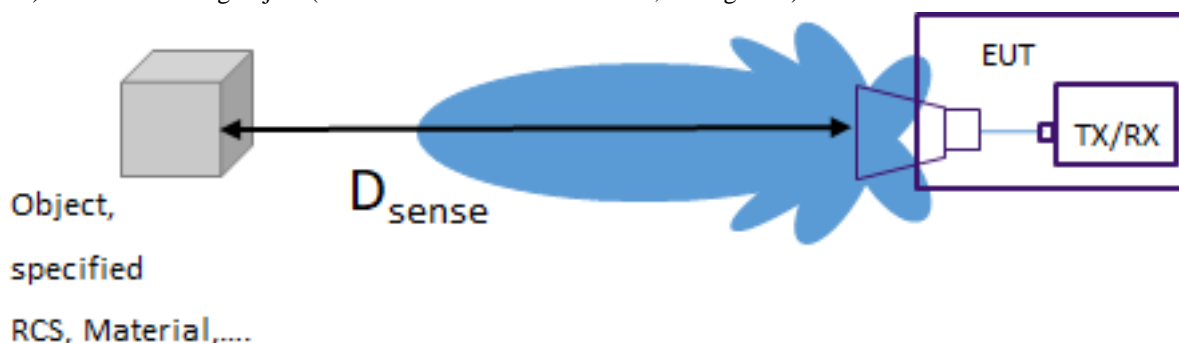 EUT
TX/RX
D sense
Object,
specified
RCS, Material,....